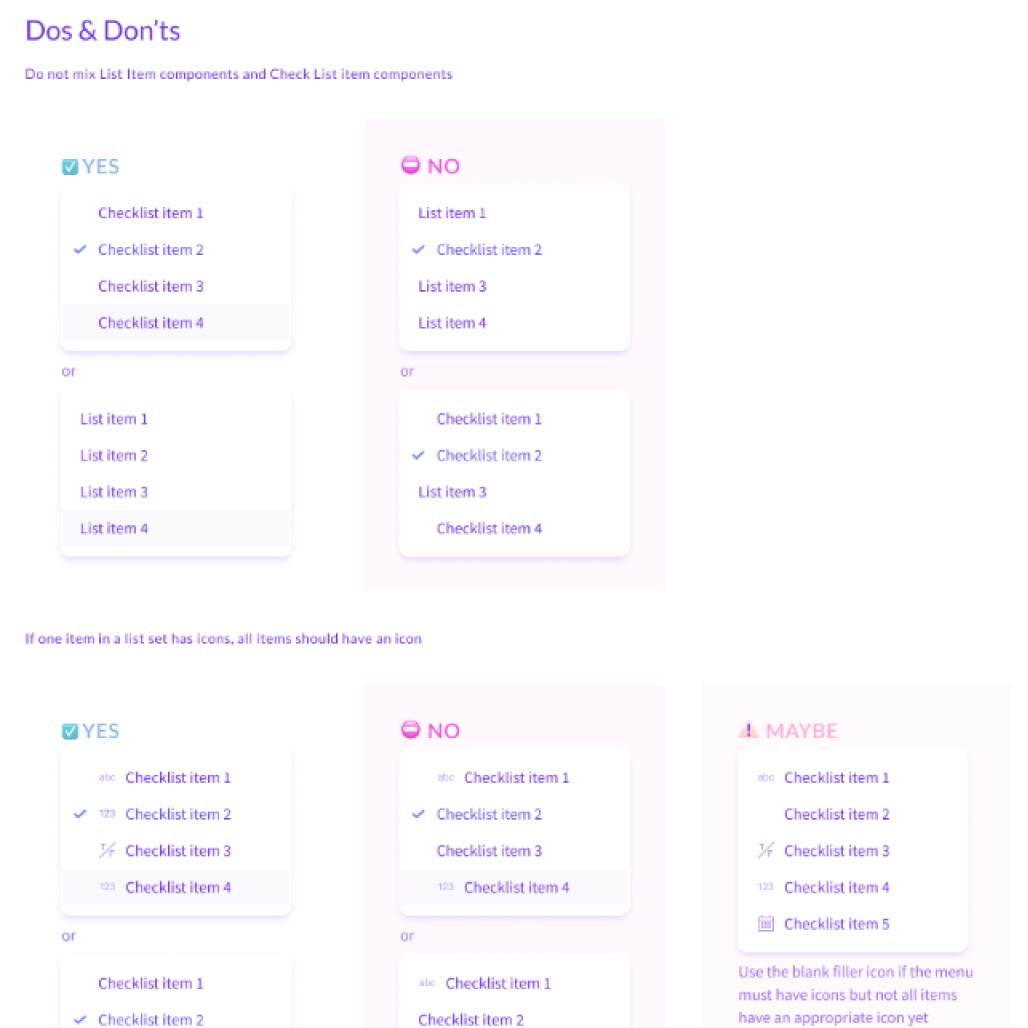 Dos & Don'ts
Do not mix List Item components and Check List item components
YES
Checklist item 1
Checklist item 2
Checklist item 3
Checklist item 4
or
List item 1
List item 2
List item 3
List item 4
NO
List item 1
Checklist item 2
List item 3
List item 4
or
Checklist item 1
Checklist item 2
List item 3
Checklist item 4
If one item in a list set has icons, all items should have an icon
YES
abc Checklist item 1
123 Checklist item 2
T/F Checklist item 3
123 Checklist item 4
or
Checklist item 1
Checklist item 2
NO
abc Checklist item 1
Checklist item 2
Checklist item 3
123 Checklist item 4
or
abc Checklist item 1
Checklist item 2
MAYBE
abc Checklist item 1
Checklist item 2
T/F Checklist item 3
123 Checklist item 4
Checklist item 5
Use the blank filler icon if the menu
must have icons but not all items
have an appropriate icon yet